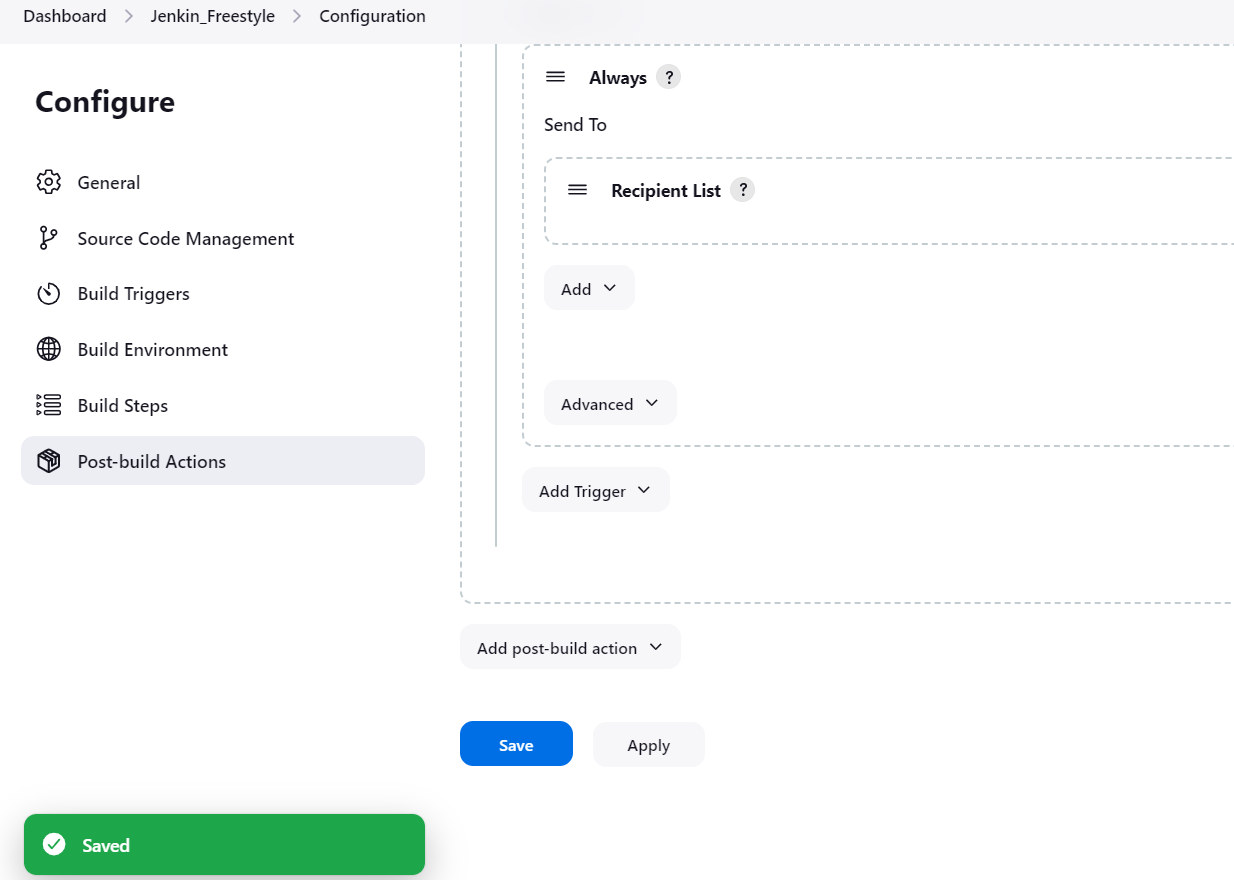 Dashboard > Jenkin_Freestyle > Configuration
Configure
General
Source Code Management
Build Triggers
Build Environment
Build Steps
Post-build Actions
Always ?
Send To
Recipient List ?
Add
Advanced
Add Trigger
Add post-build action
Save
Apply
Saved